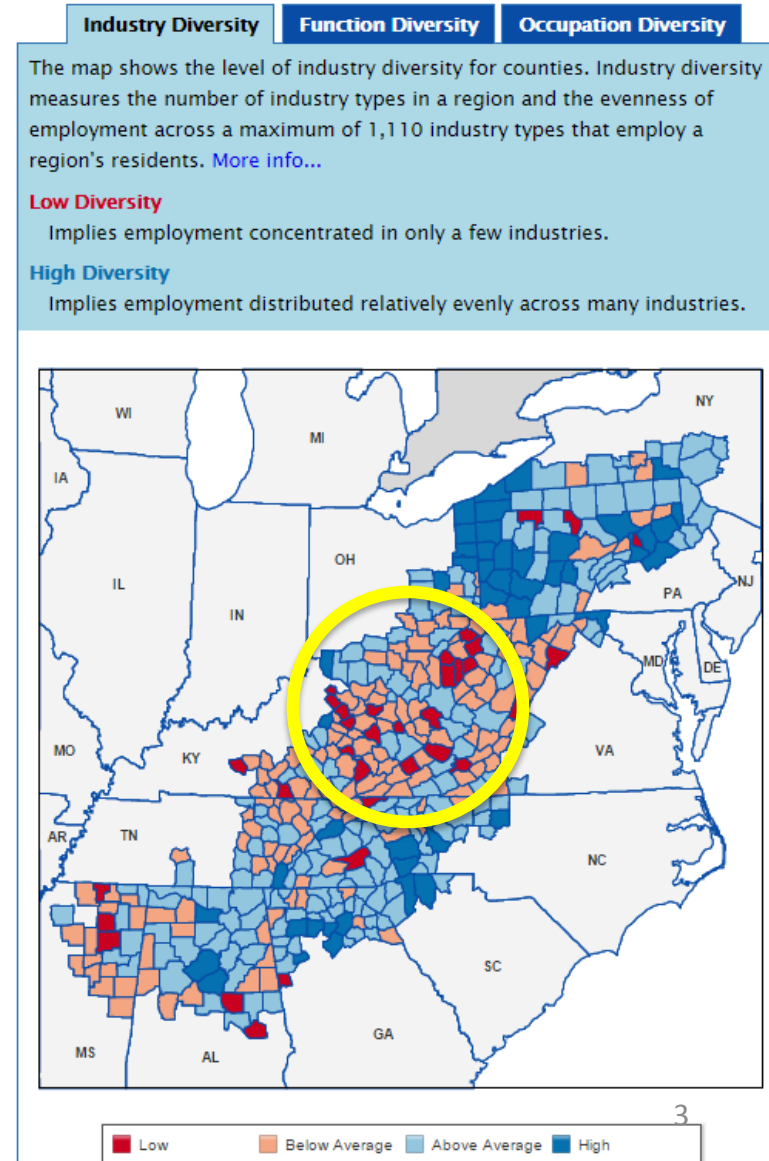 Industry Diversity Function Diversity Occupation Diversity
The map shows the level of industry diversity for counties. Industry diversity
measures the number of industry types in a region and the evenness of
employment across a maximum of 1,110 industry types that employ a
region's residents. More info...
Low Diversity
Implies employment concentrated in only a few industries.
High Diversity
Implies employment distributed relatively evenly across many industries.
NY
WI
MI
IA
OH
IL
IN
PA
NJ
MD
DE
MO
KY
VA
AR
TN
NC
SC
GA
MS
AL
3
Low Below Average Above Average High